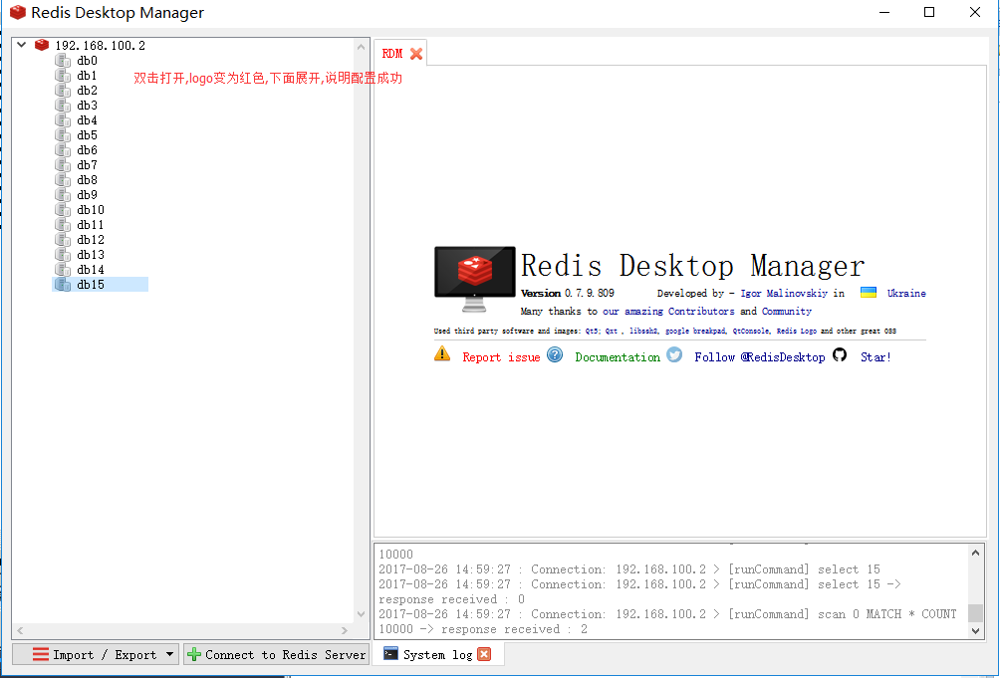 Redis Desktop Manager
192.168.100.2
db0
db1
双击打开,logo变为红色,下面展开,说明配置成功
db2
db3
db4
db5
db6
db7
db8
db9
db10
db11
db12
db13
db14
db15
RDM
Redis Desktop Manager
Version 0.7.9.809 Developed by - Igor Malinovskiy in Ukraine
Many thanks to our amazing Contributors and Community
Used third party software and images: Qt5; Qxt , libssh2, google breakpad, QtConsole, Redis Logo and other great OSS
Report issue Documentation Follow @RedisDesktop Star!
10000
2017-08-26 14:59:27 : Connection: 192.168.100.2 > [runCommand] select 15
2017-08-26 14:59:27 : Connection: 192.168.100.2 > [runCommand] select 15 ->
response received : 0
2017-08-26 14:59:27 : Connection: 192.168.100.2 > [runCommand] scan 0 MATCH * COUNT
10000 -> response received : 2
Import / Export
Connect to Redis Server
System log